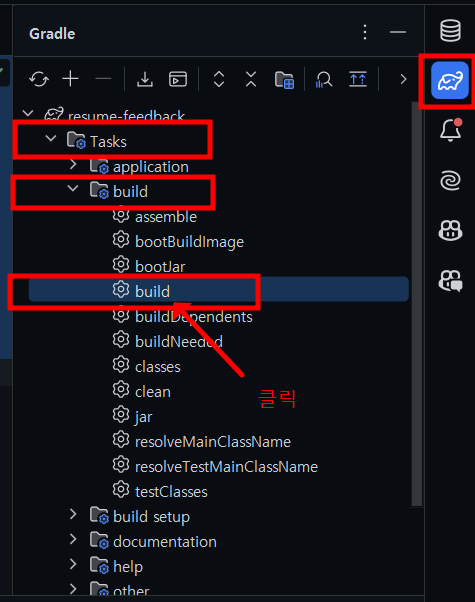 Gradle
resume-feedback
Tasks
application
build
assemble
bootBuildImage
bootJar
build
buildDependents
buildNeeded
클릭
classes
clean
jar
resolveMainClassName
resolveTestMainClassName
testClasses
build setup
documentation
help
other